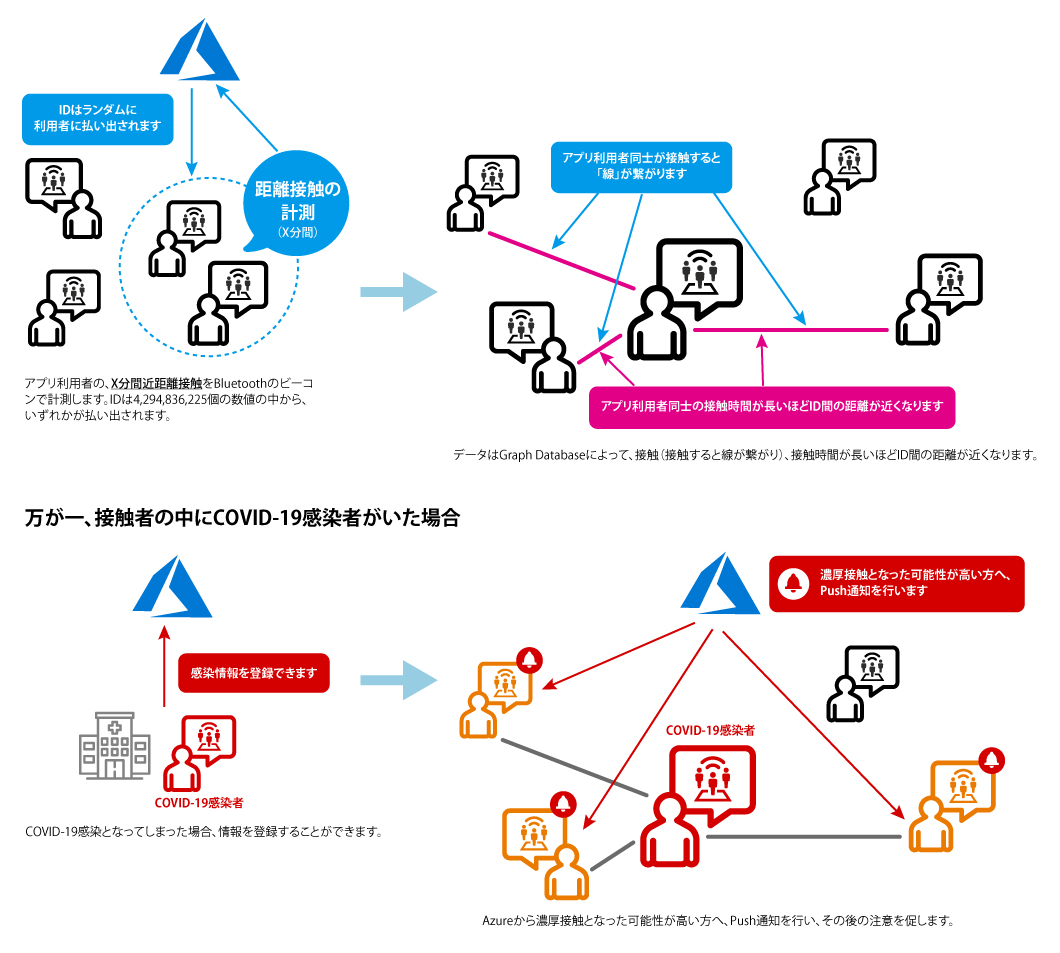 IDはランダムに
利用者に払い出されます
距離接触の
計測
（X分間）
アプリ利用者の、X分間近距離接触をBluetoothのビーコ
ンで計測します。IDは4,294,836,225個の数値の中から、
いずれかが払い出されます。
アプリ利用者同士が接触すると
「線」が繋がります
アプリ利用者同士の接触時間が長いほどID間の距離が近くなります
データはGraph Databaseによって、接触（接触すると線が繋がり）、接触時間が長いほどID間の距離が近くなります。
万が一、接触者の中にCOVID-19感染者がいた場合
感染情報を登録できます
COVID-19感染者
COVID-19感染となってしまった場合、情報を登録することができます。
濃厚接触となった可能性が高い方へ、
Push通知を行います
COVID-19感染者
Azureから濃厚接触となった可能性が高い方へ、Push通知を行い、その後の注意を促します。